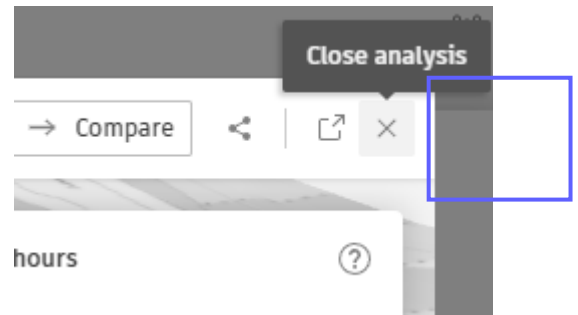 Close analysis
→ Compare
hours
?